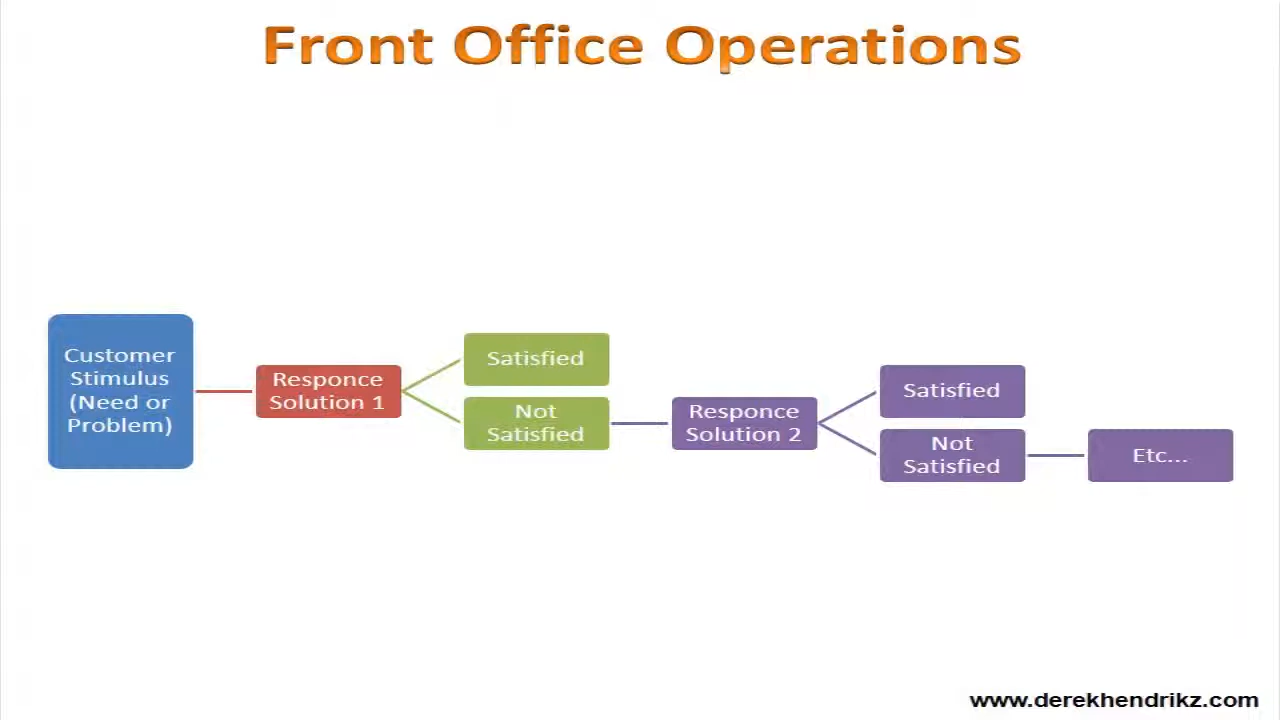 Front Office Operations
Customer
Stimulus
(Need or
Problem)
Responce
Solution 1
Satisfied
Not
Satisfied
Responce
Solution 2
Satisfied
Not
Satisfied
Etc...
www.derekhendrikz.com